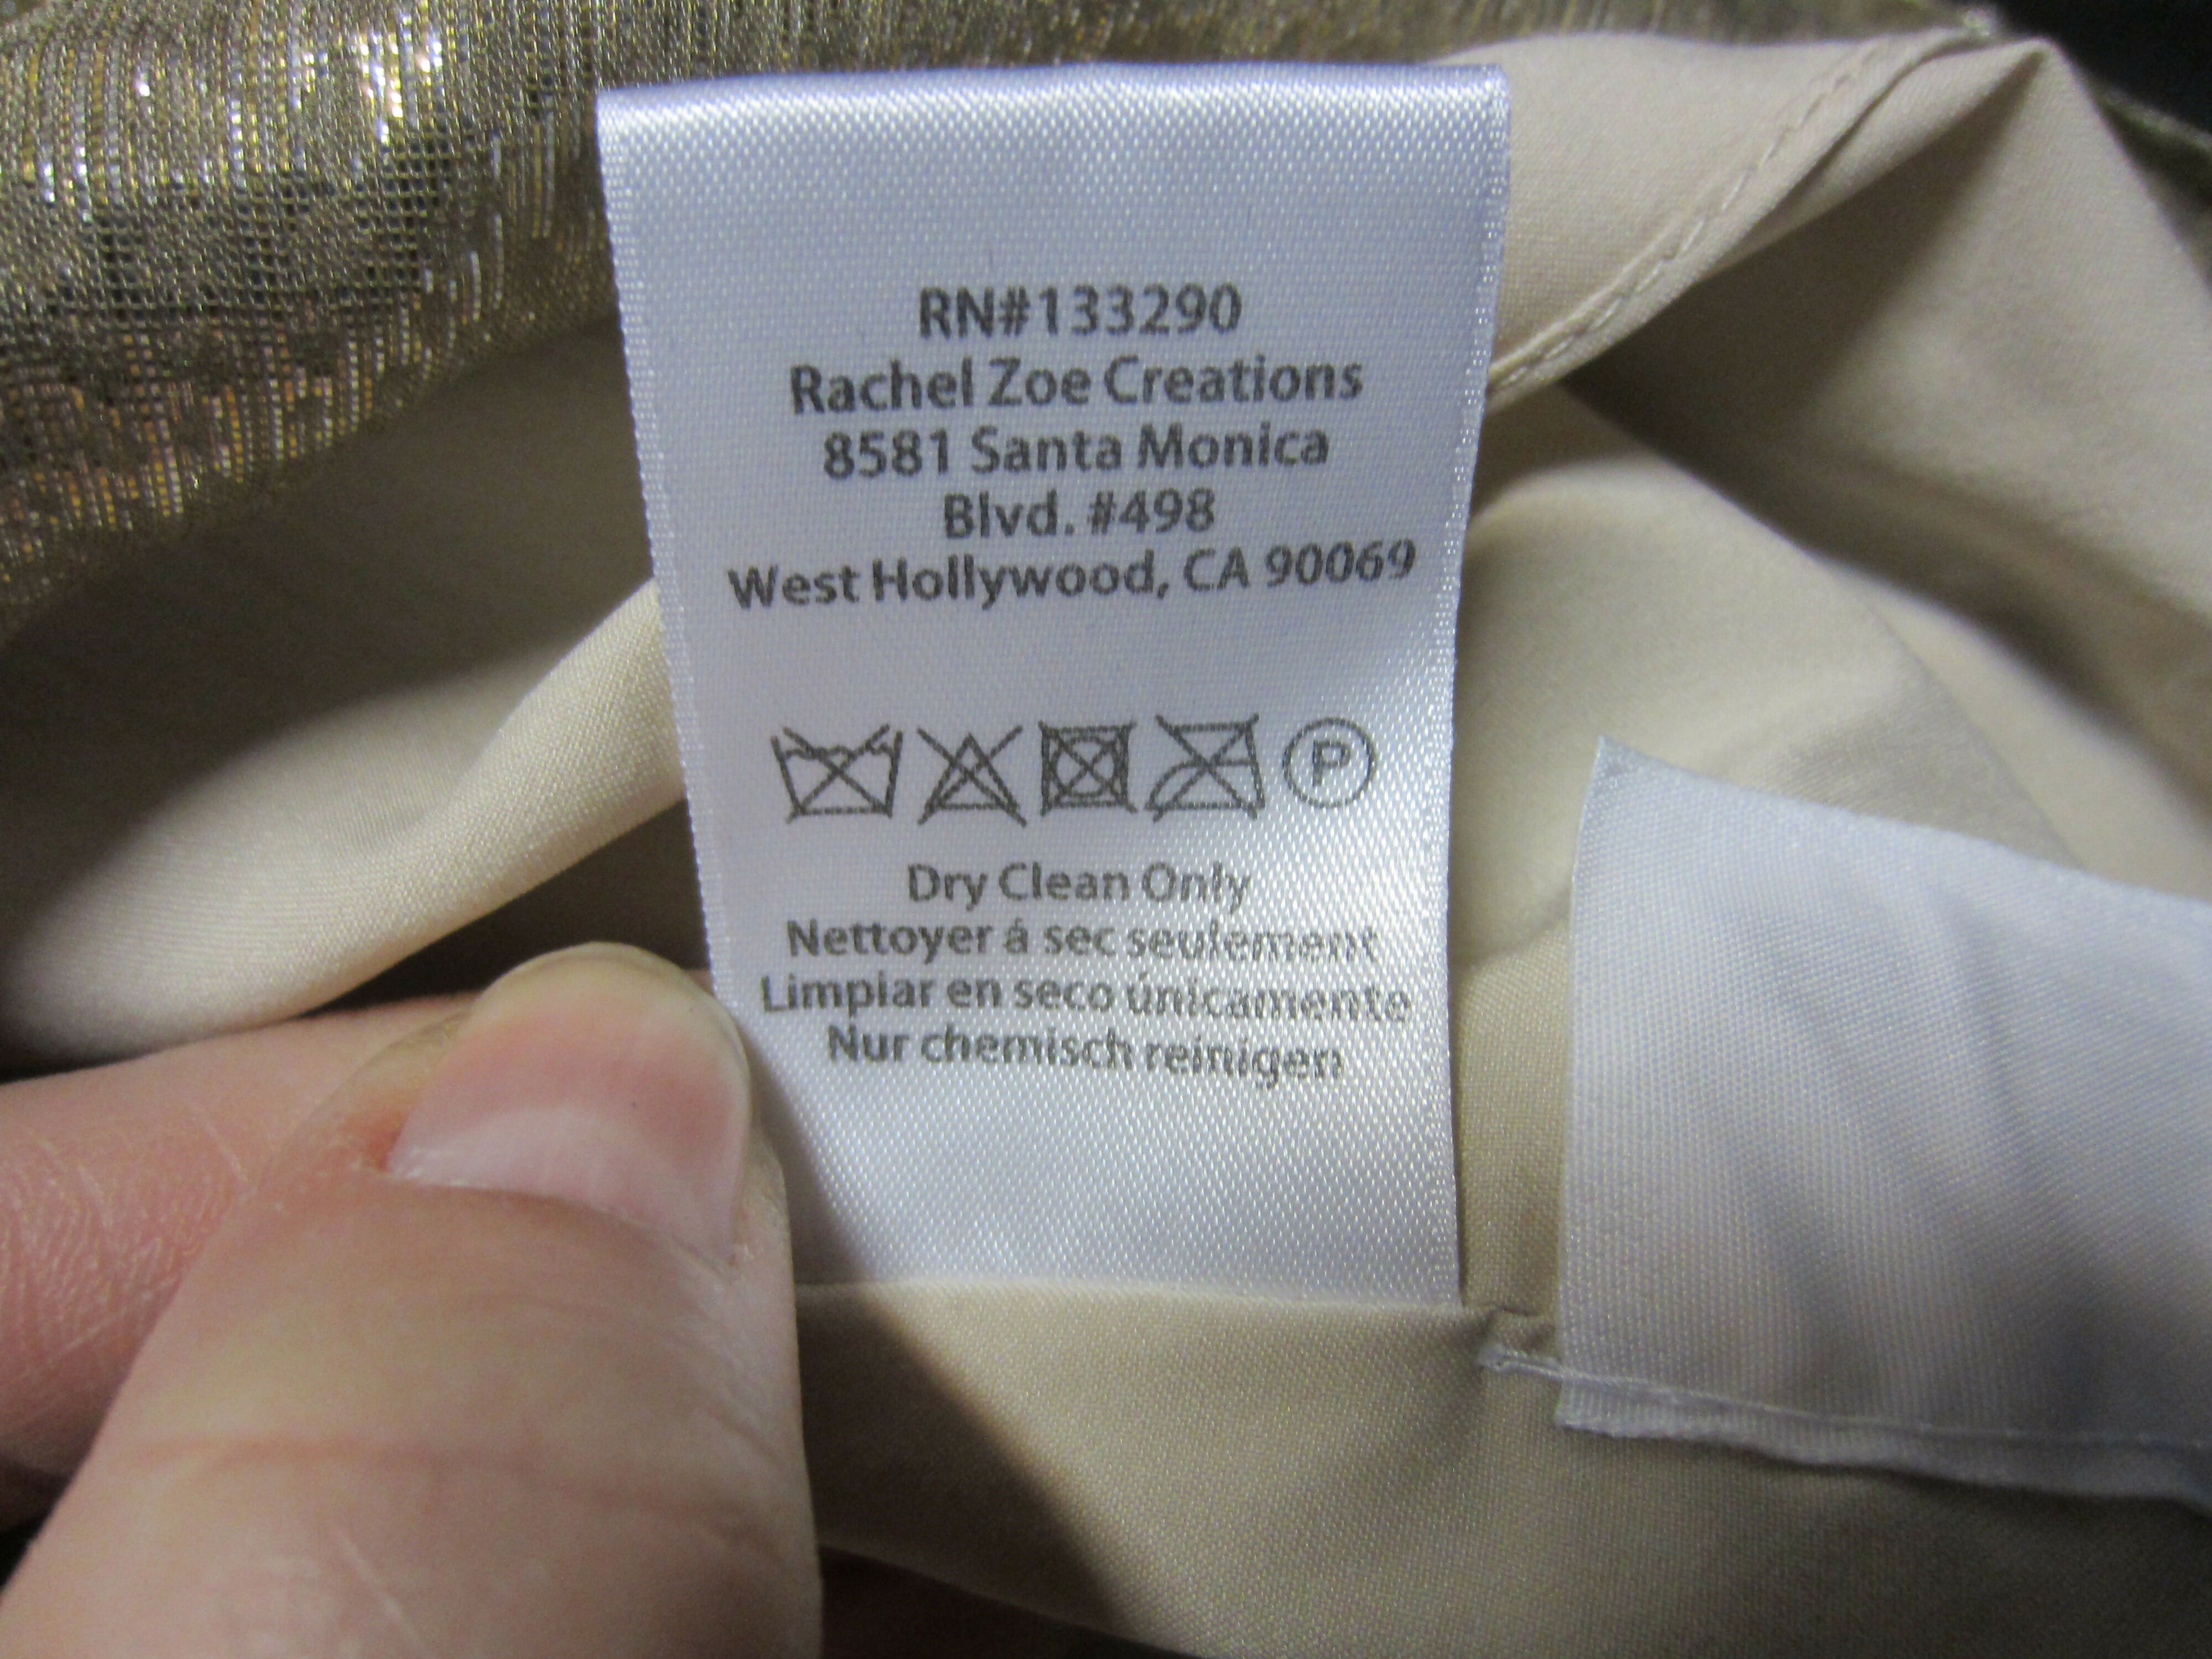 RN#133290
Rachel Zoe Creations
8581 Santa Monica
Blvd. #498
West Hollywood, CA 90069
P
Dry Clean Only
Nettoyer á sec seulement
Limpiar en seco únicamente
Nur chemisch reinigen